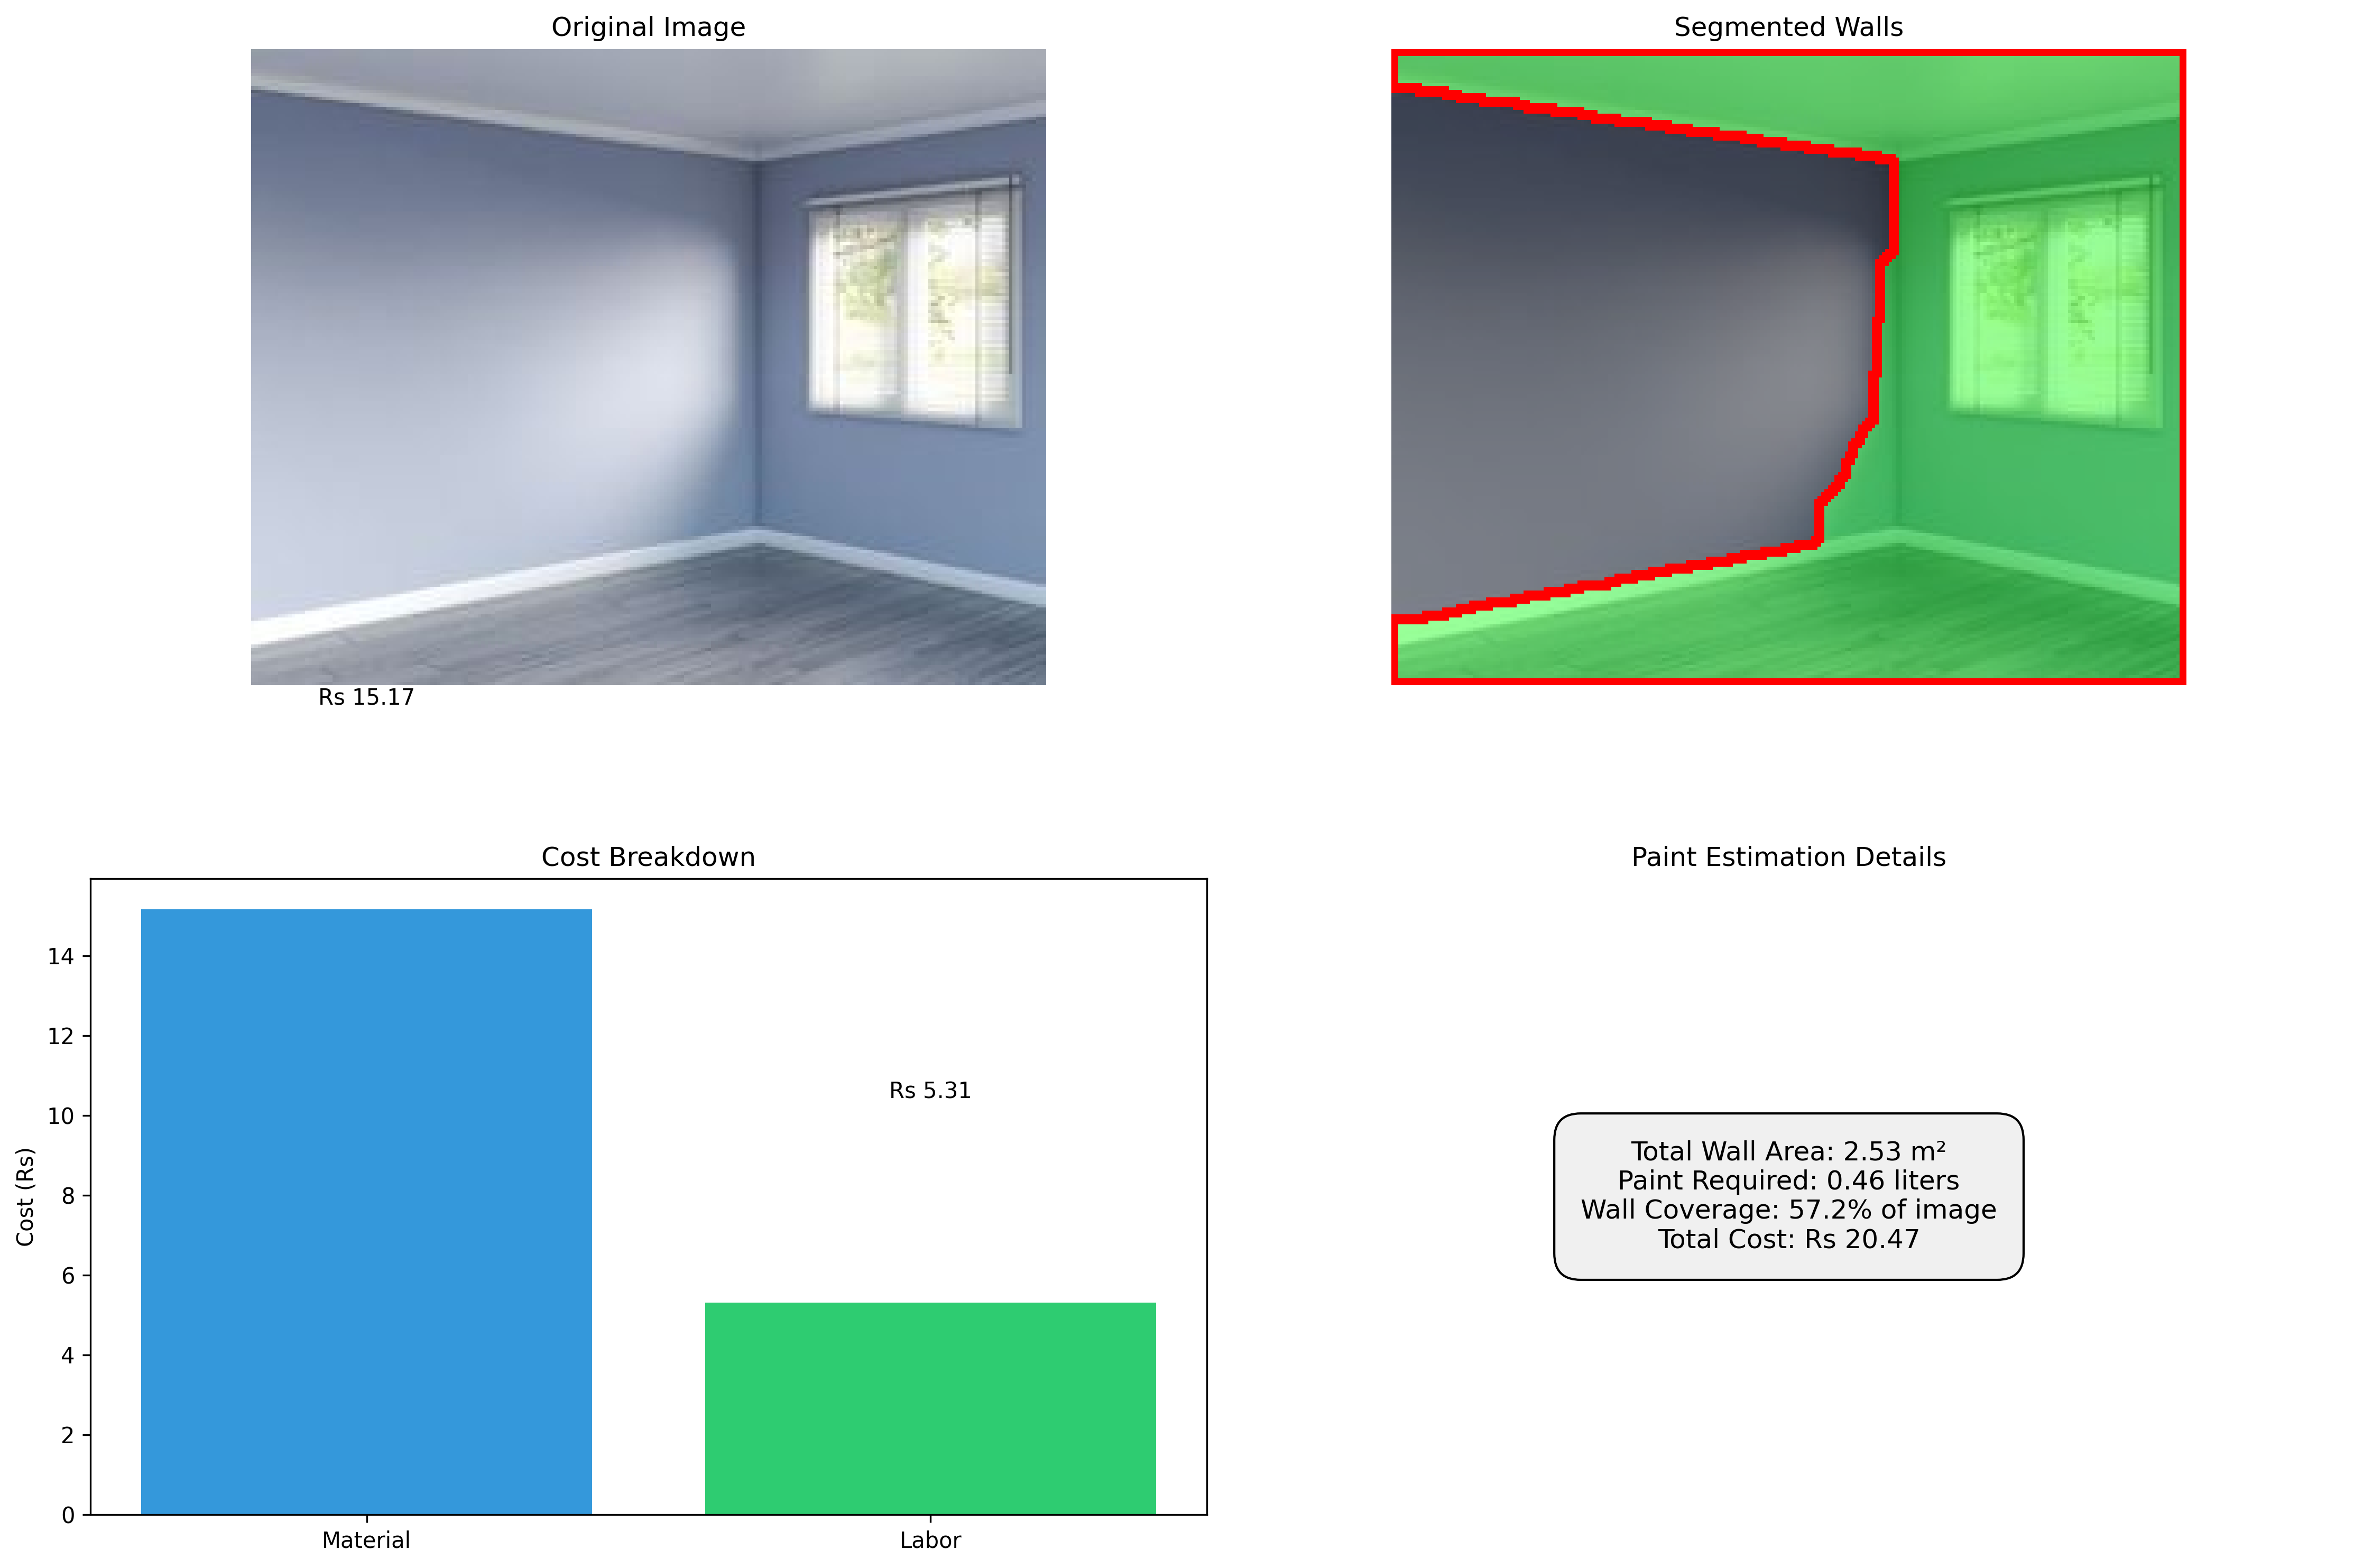 Original Image
Segmented Walls
Rs 15.17
Cost Breakdown
Cost (Rs)
14
12
10
8
6
4
2
0
Rs 5.31
Material
Labor
Paint Estimation Details
Total Wall Area: 2.53 m²
Paint Required: 0.46 liters
Wall Coverage: 57.2% of image
Total Cost: Rs 20.47